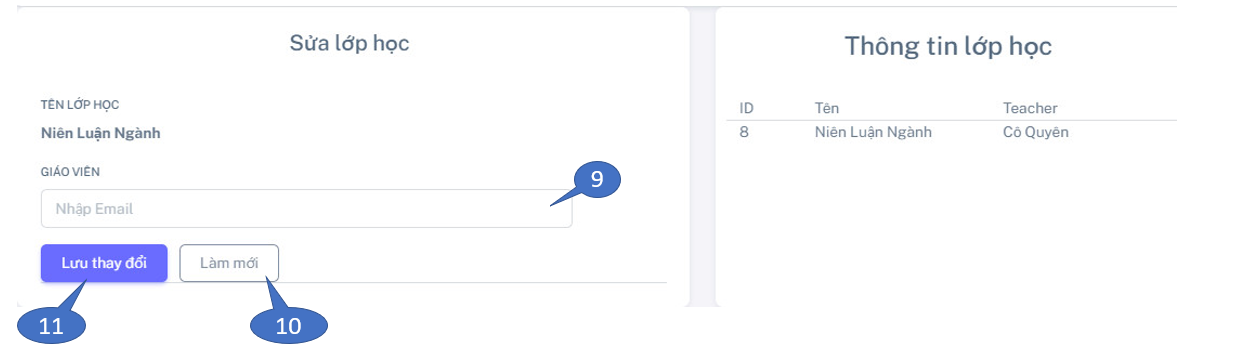 Sửa lớp học
TÊN LỚP HỌC
Niên Luận Ngành
GIÁO VIÊN
Nhập Email
9
Lưu thay đổi
Làm mới
11
10
Thông tin lớp học
ID Tên Teacher
8 Niên Luận Ngành Cô Quyên